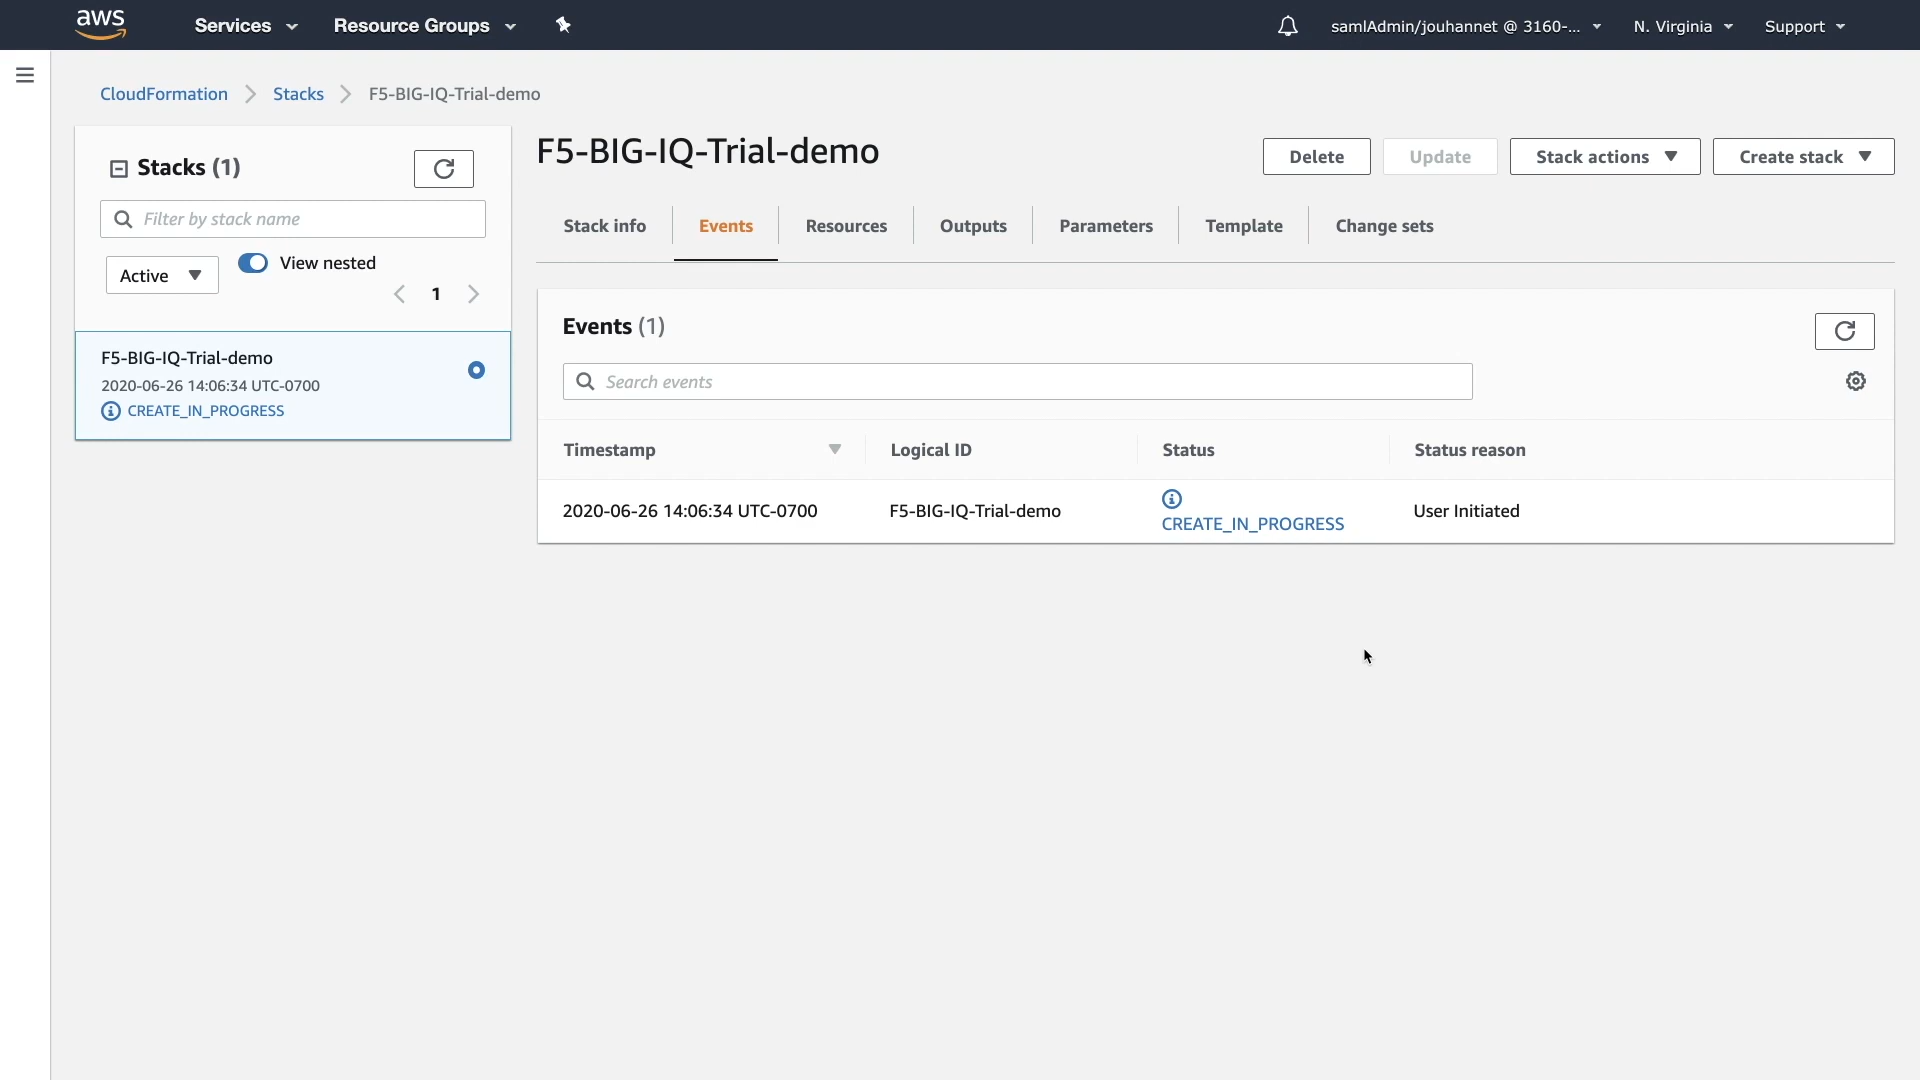 aws
Services
Resource Groups
samlAdmin/jouhannet @ 3160-...
N. Virginia
Support
CloudFormation
Stacks
F5-BIG-IQ-Trial-demo
Stacks (1)
Filter by stack name
Active
View nested
1
F5-BIG-IQ-Trial-demo
2020-06-26 14:06:34 UTC-0700
CREATE_IN_PROGRESS
F5-BIG-IQ-Trial-demo
Delete
Update
Stack actions
Create stack
Stack info
Events
Resources
Outputs
Parameters
Template
Change sets
Events (1)
Search events
Timestamp
Logical ID
Status
Status reason
2020-06-26 14:06:34 UTC-0700
F5-BIG-IQ-Trial-demo
CREATE_IN_PROGRESS
User Initiated